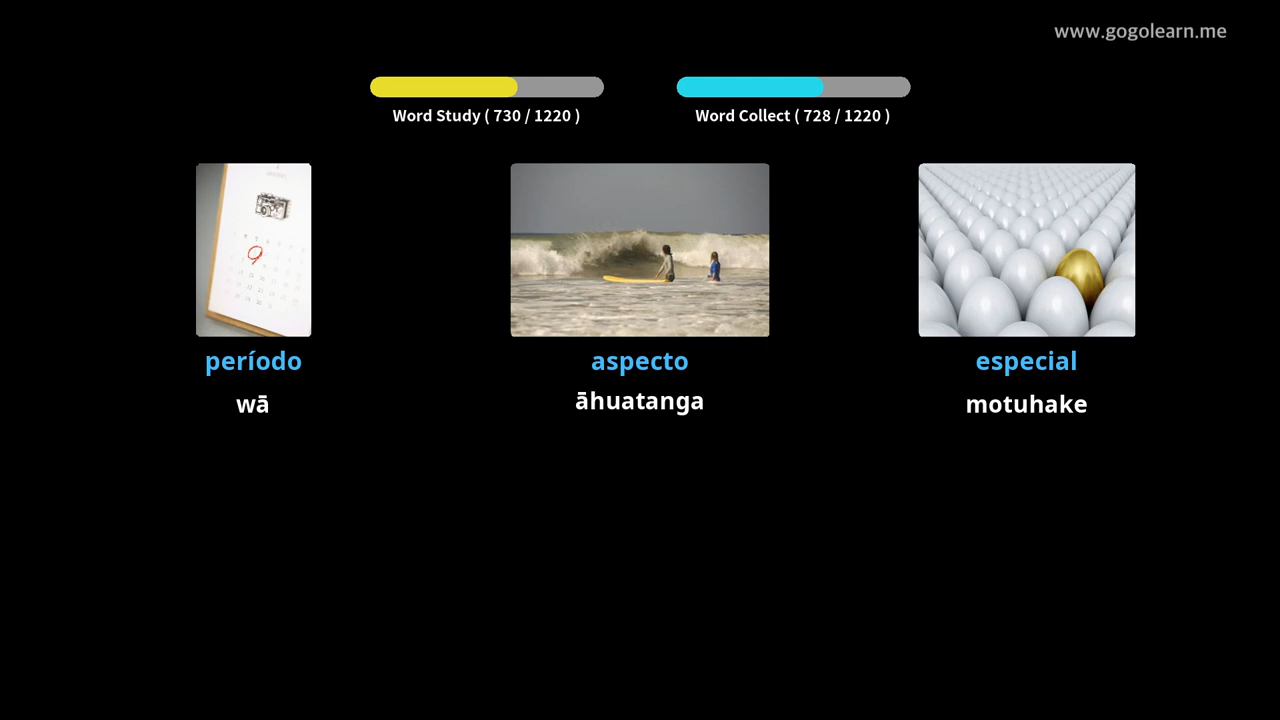 www.gogolearn.me
Word Study ( 730 / 1220 )
Word Collect ( 728 / 1220 )
período
aspecto
especial
wā
āhuatanga
motuhake